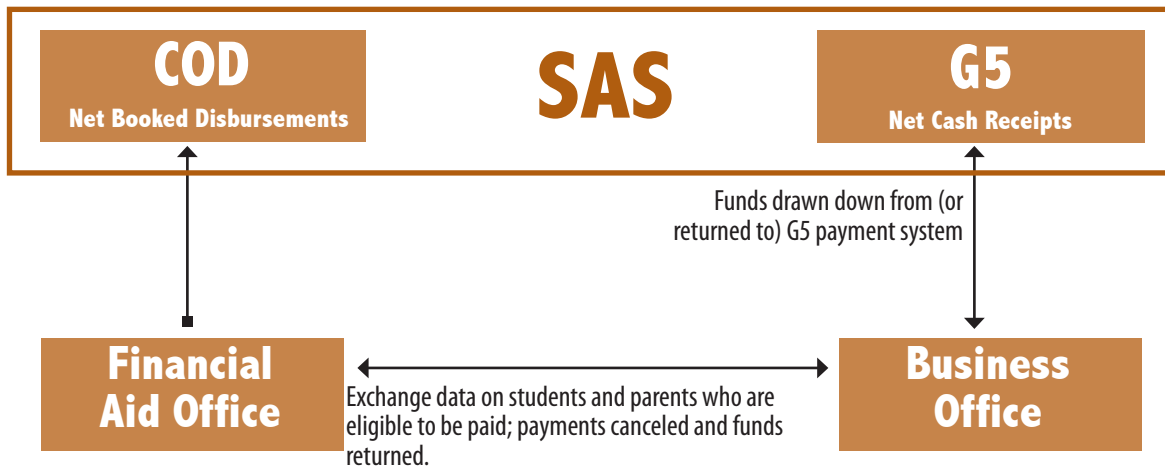 COD
Net Booked Disbursements
SAS
G5
Net Cash Receipts
Funds drawn down from (or
returned to) G5 payment system
Financial
Aid Office
Exchange data on students and parents who are
eligible to be paid; payments canceled and funds
returned.
Business
Office